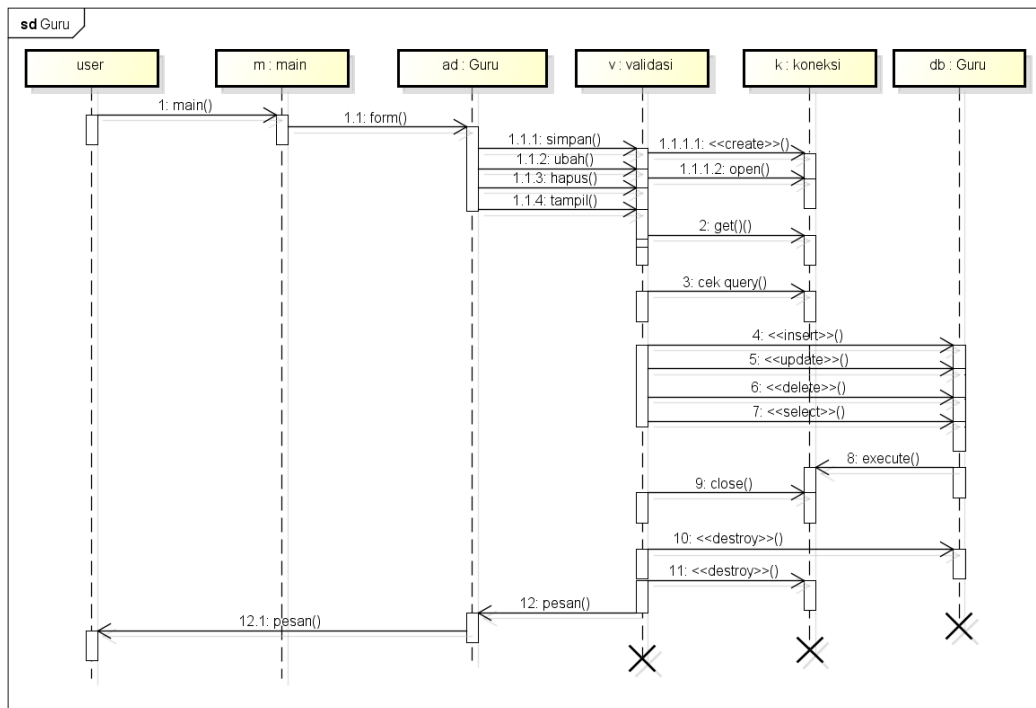 sd Guru
user
m : main
ad : Guru
v : validasi
k : koneksi
db : Guru
1: main()
1.1: form()
1.1.1: simpan()
1.1.1.1: <<create>>()
1.1.2: ubah()
1.1.1.2: open()
1.1.3: hapus()
1.1.4: tampil()
2: get()()
3: cek query()
4: <<insert>>()
5: <<update>>()
6: <<delete>>()
7: <<select>>()
8: execute()
9: close()
10: <<destroy>>()
11: <<destroy>>()
12: pesan()
12.1: pesan()